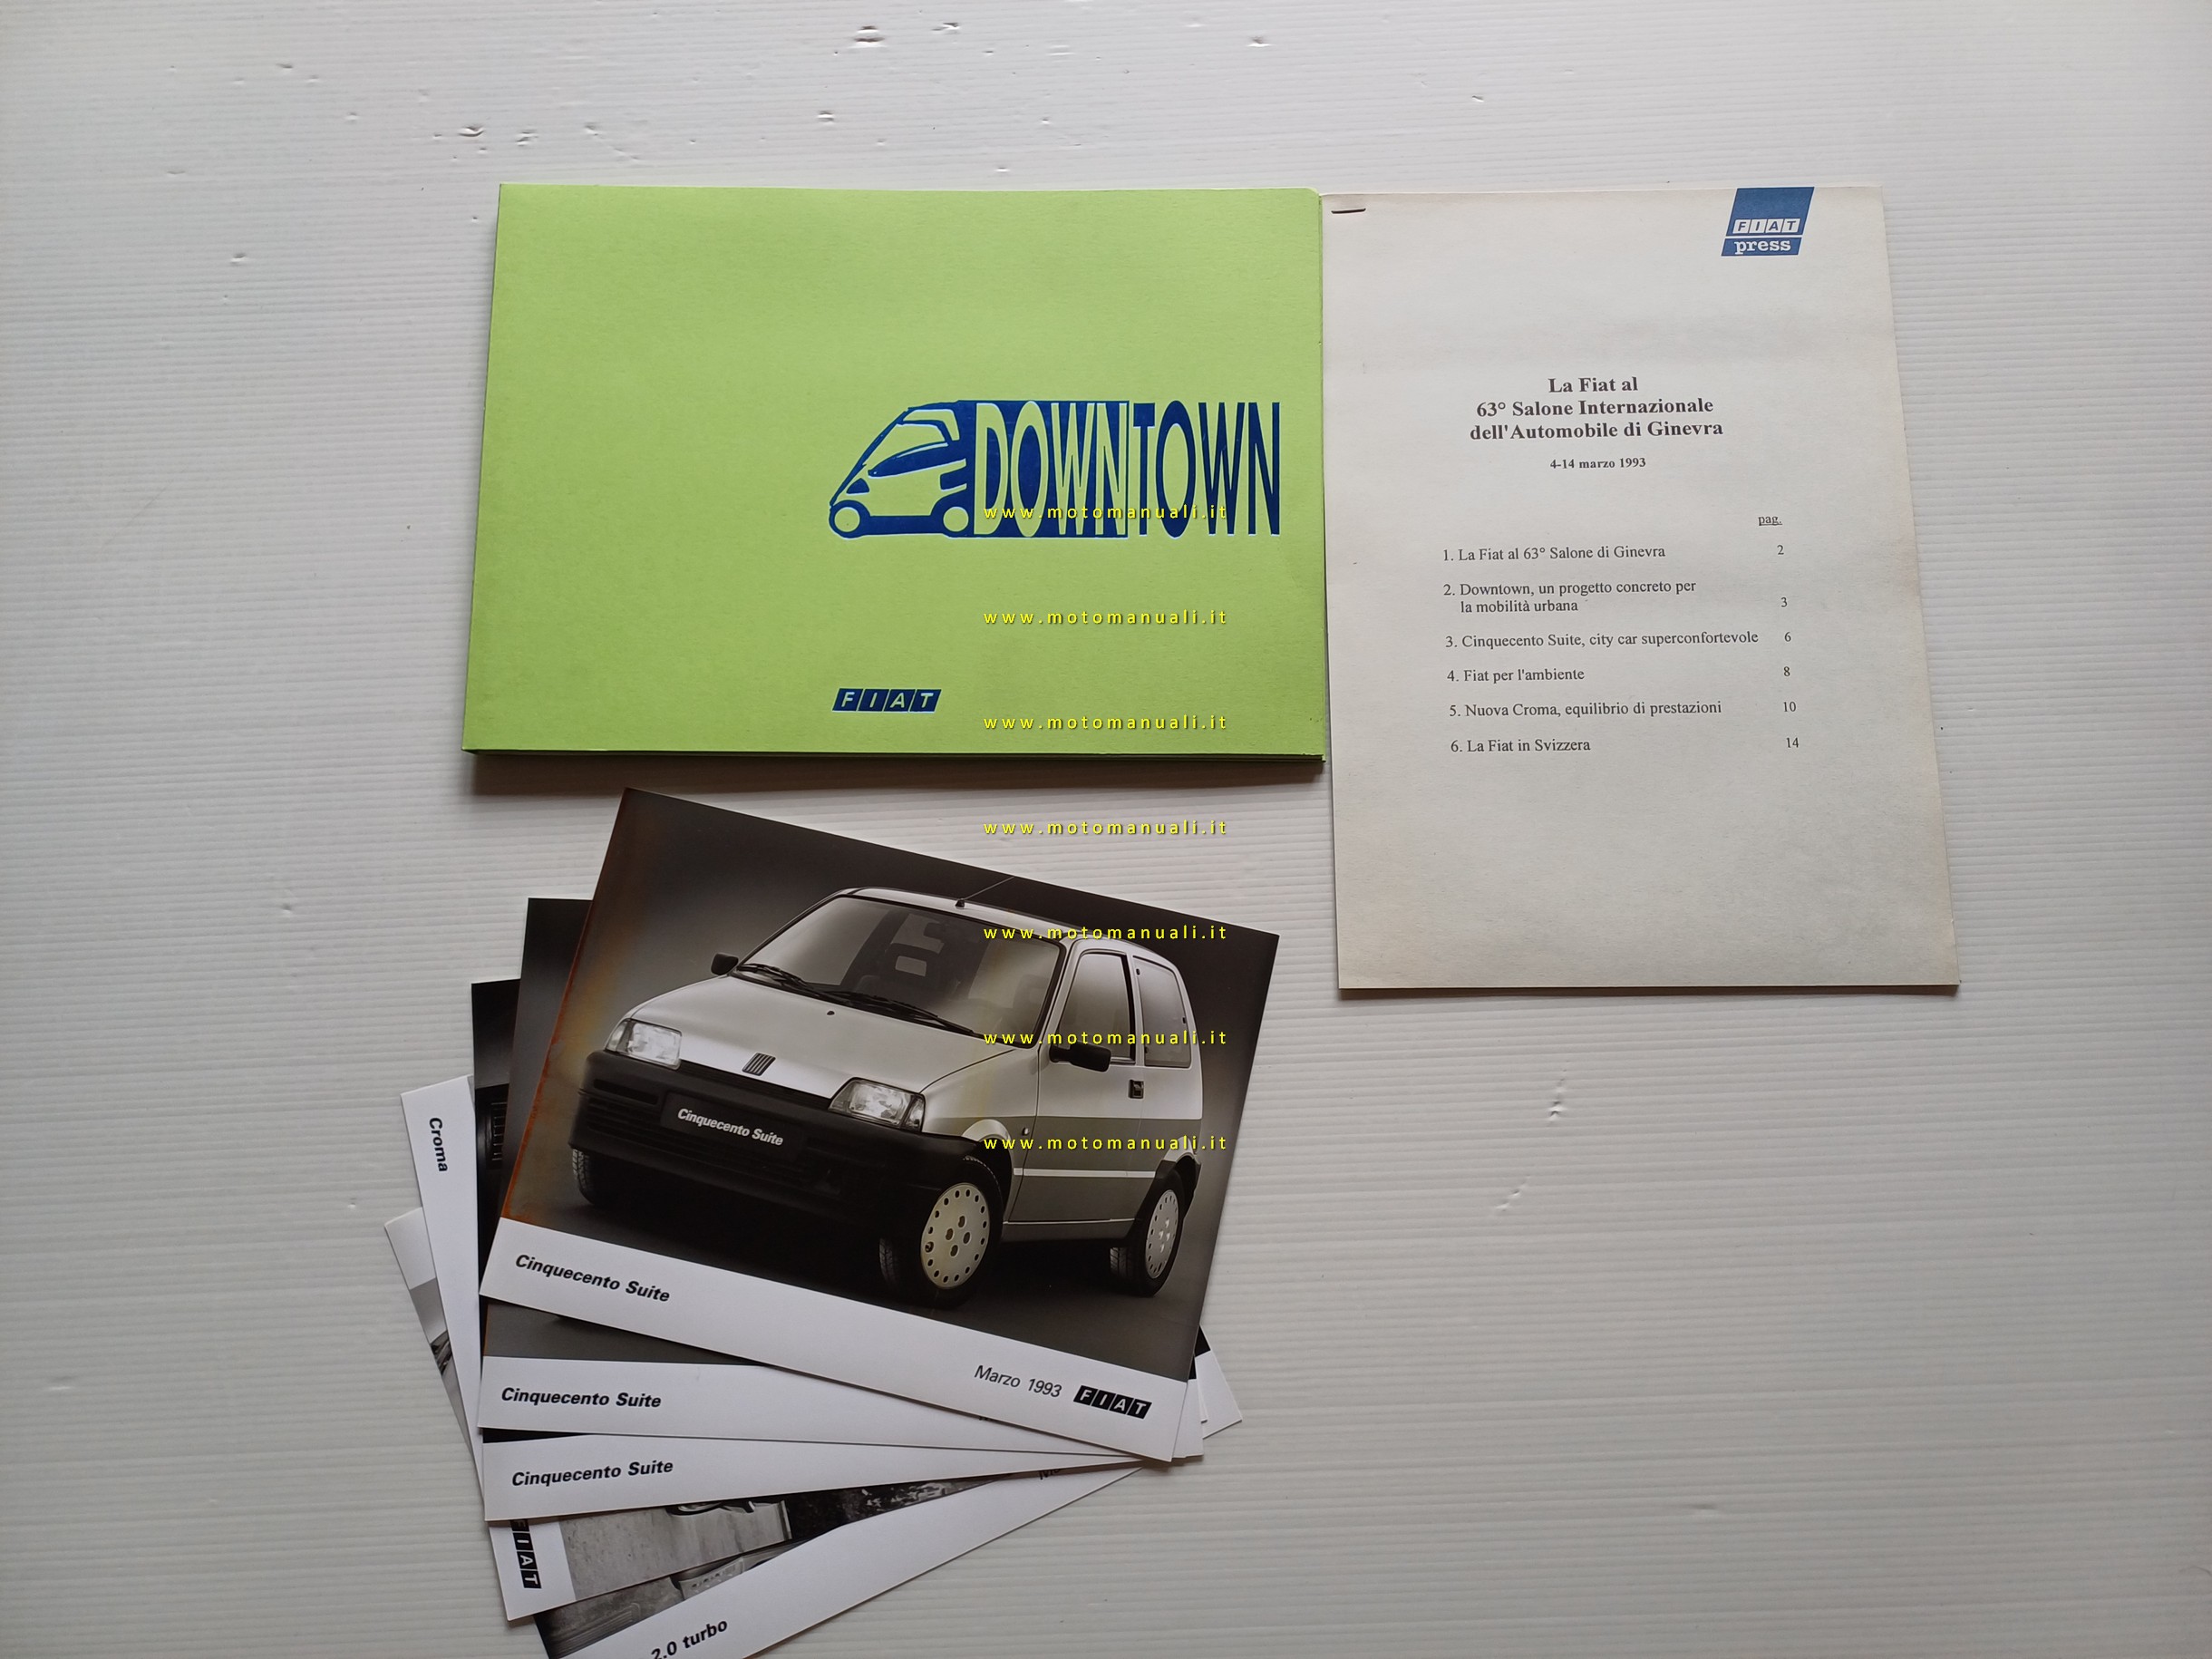 DOWNTOWN
FIAT
FIAT
press
La Fiat al
63° Salone Internazionale
dell'Automobile di Ginevra
4-14 marzo 1993
pag.
1. La Fiat al 63° Salone di Ginevra 2
2. Downtown, un progetto concreto per
la mobilità urbana 3
3. Cinquecento Suite, city car superconfortevole 6
4. Fiat per l'ambiente 8
5. Nuova Croma, equilibrio di prestazioni 10
6. La Fiat in Svizzera 14
www.motomanuali.it
www.motomanuali.it
www.motomanuali.it
www.motomanuali.it
www.motomanuali.it
www.motomanuali.it
www.motomanuali.it
Cinquecento Suite
Cinquecento Suite
Marzo 1993 FIAT
Croma
Cinquecento Suite
Cinquecento Suite
FIAT
2.0 turbo